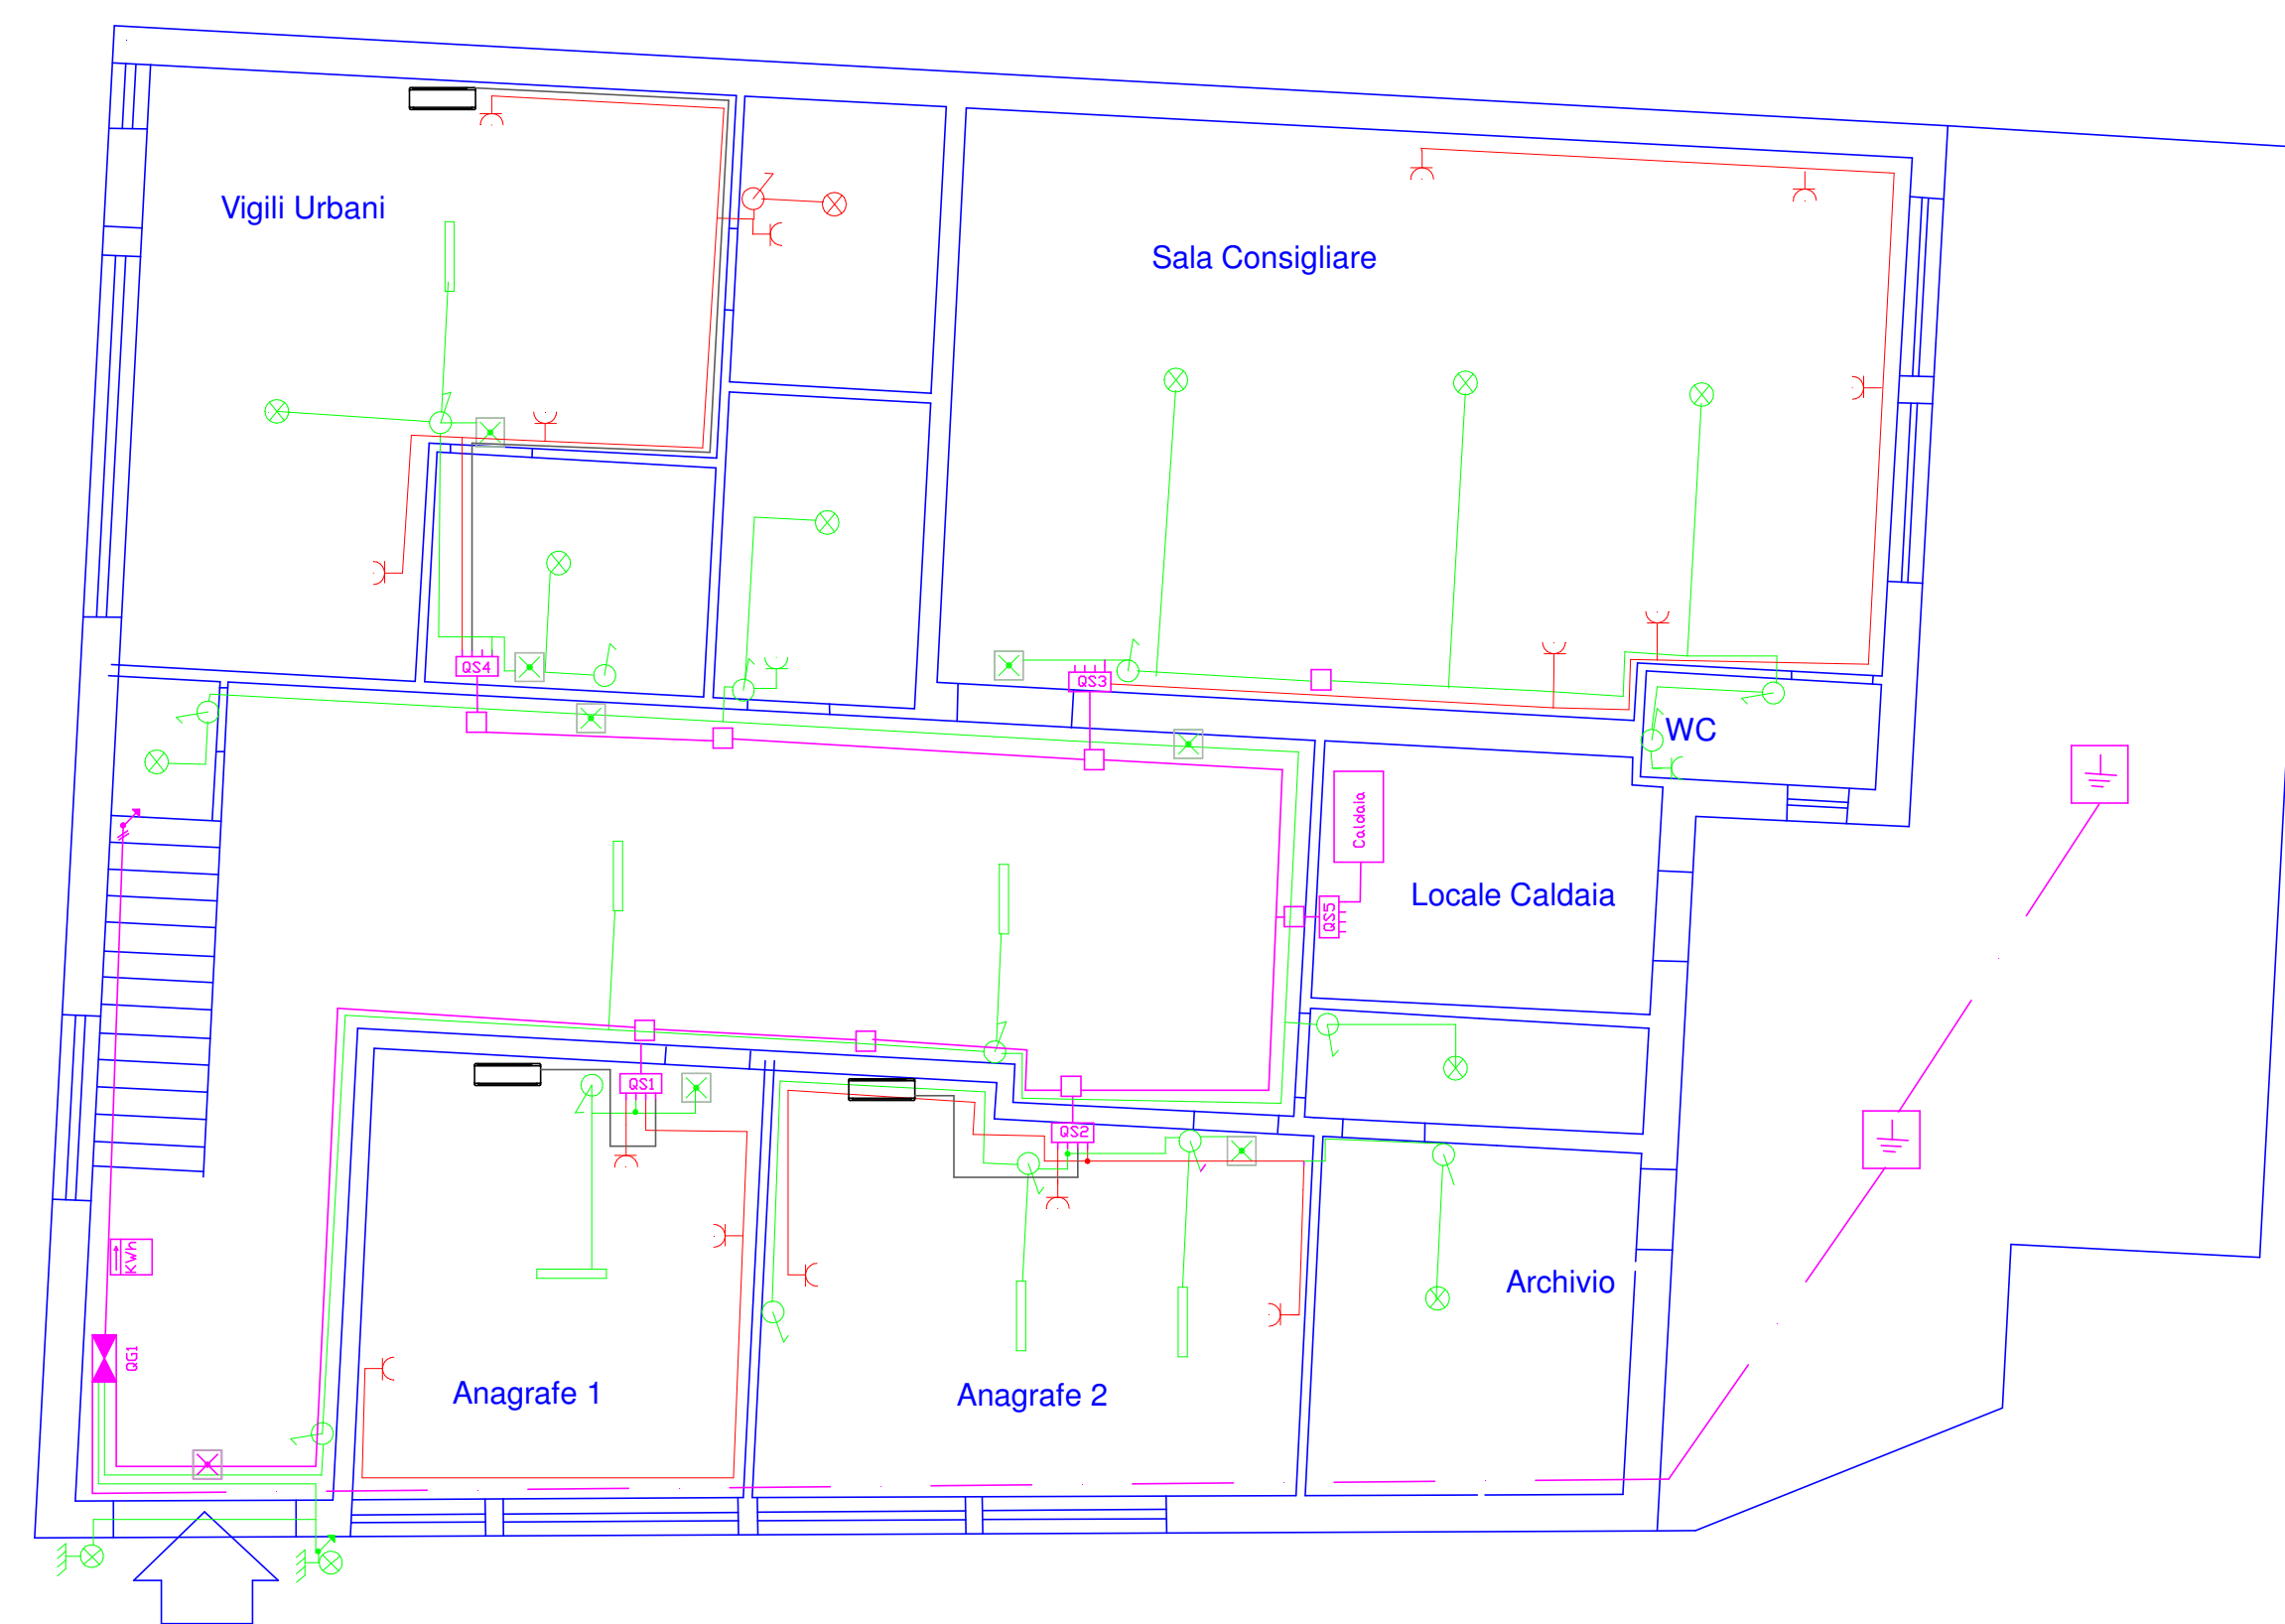 Vigili Urbani
Sala Consigliare
QS4
QS3
WC
Caldaia
QS5
Locale Caldaia
QS1
QS2
KWh
QG1
Archivio
Anagrafe 1
Anagrafe 2